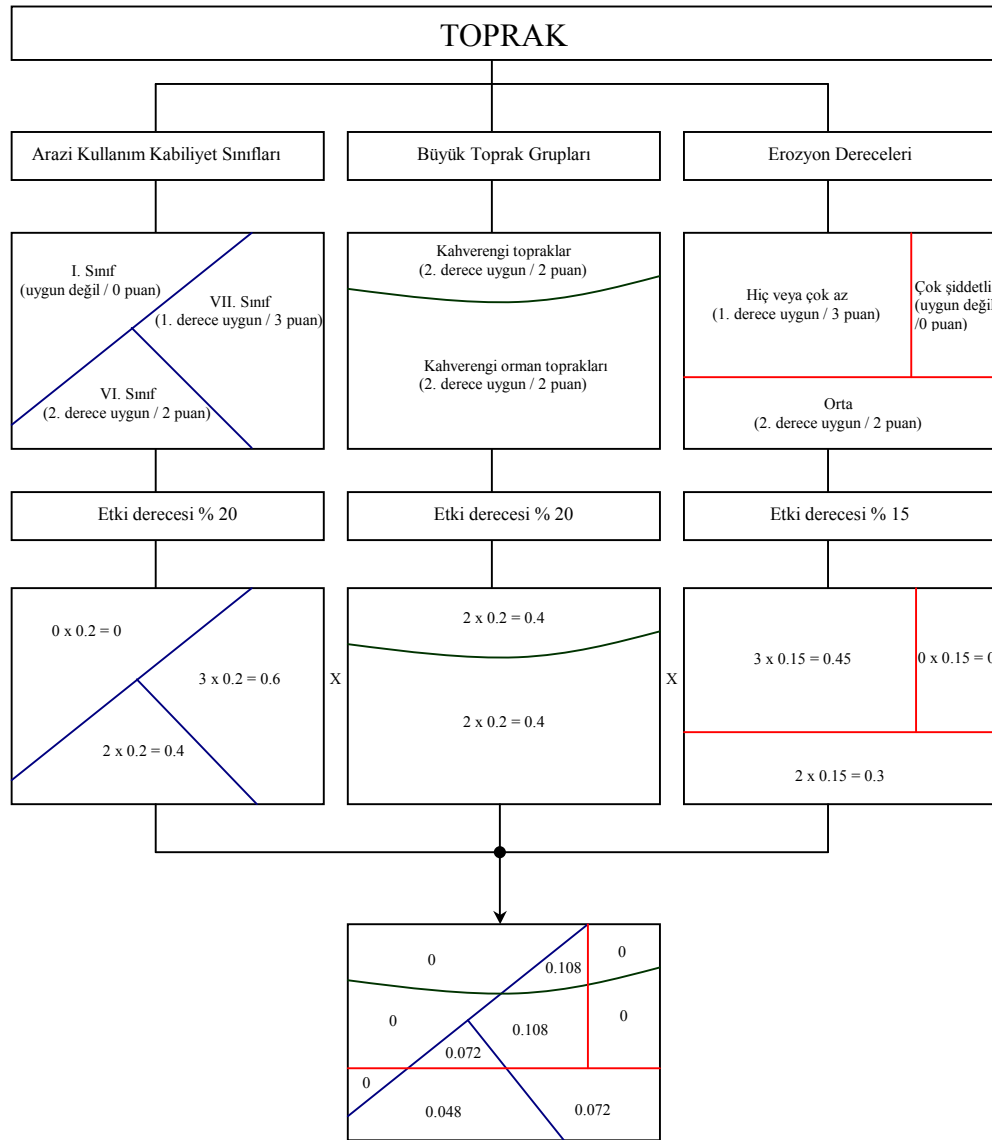 TOPRAK
Arazi Kullanım Kabiliyet Sınıfları
Büyük Toprak Grupları
Erozyon Dereceleri
I. Sınıf
(uygun değil / 0 puan)
VII. Sınıf
(1. derece uygun / 3 puan)
VI. Sınıf
(2. derece uygun / 2 puan)
Kahverengi topraklar
(2. derece uygun / 2 puan)
Kahverengi orman toprakları
(2. derece uygun / 2 puan)
Hiç veya çok az
(1. derece uygun / 3 puan)
Çok şiddetli
(uygun değil
/0 puan)
Orta
(2. derece uygun / 2 puan)
Etki derecesi % 20
Etki derecesi % 20
Etki derecesi % 15
0 x 0.2 = 0
3 x 0.2 = 0.6
2 x 0.2 = 0.4
X
2 x 0.2 = 0.4
2 x 0.2 = 0.4
X
3 x 0.15 = 0.45
0 x 0.15 = 0
2 x 0.15 = 0.3
0
0.108
0
0
0.108
0
0.072
0
0.048
0.072